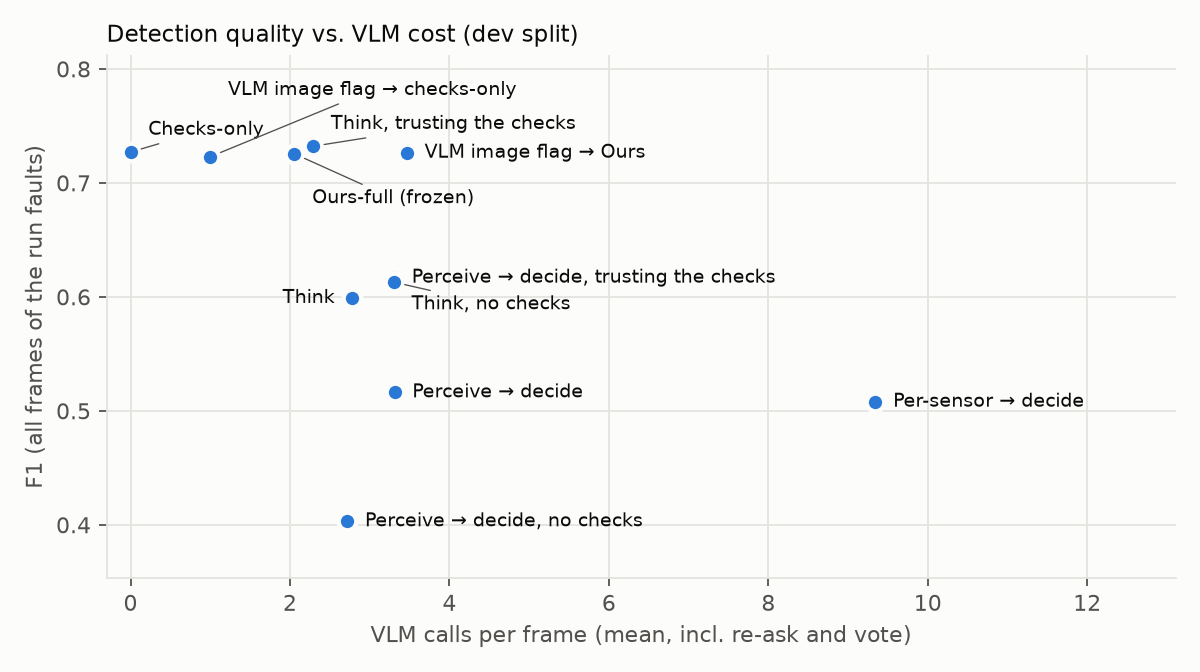 Detection quality vs. VLM cost (dev split)
0.8
VLM image flag → checks-only
Checks-only
Think, trusting the checks
VLM image flag → Ours
0.7
Ours-full (frozen)
F1 (all frames of the run faults)
Perceive → decide, trusting the checks
0.6
Think
Think, no checks
Perceive → decide
Per-sensor → decide
0.5
Perceive → decide, no checks
0.4
0 2 4 6 8 10 12
VLM calls per frame (mean, incl. re-ask and vote)